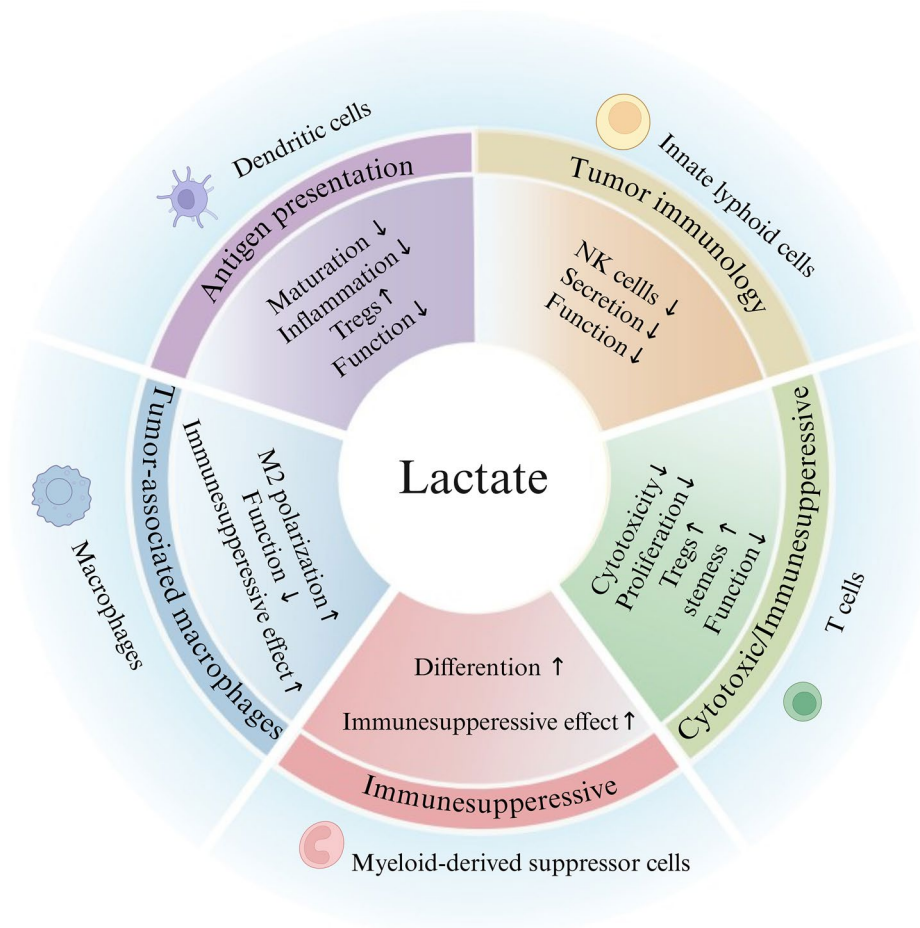 Lactate
Dendritic cells
Antigen presentation
Maturation ↓
Inflammation↓
Tregs↑
Function↓
Innate lyphoid cells
Tumor immunology
NK cellls ↓
Secretion↓
Function↓
T cells
Cytotoxic/Immunesupperessive
Cytotoxicity↓
Proliferation↓
Tregs↑
stemess ↑
Function↓
Myeloid-derived suppressor cells
Immunesupperessive
Differention ↑
Immunesupperessive effect↑
Macrophages
Tumor-associated macrophages
M2 polarization↑
Function ↓
Immunesupperessive effect↑